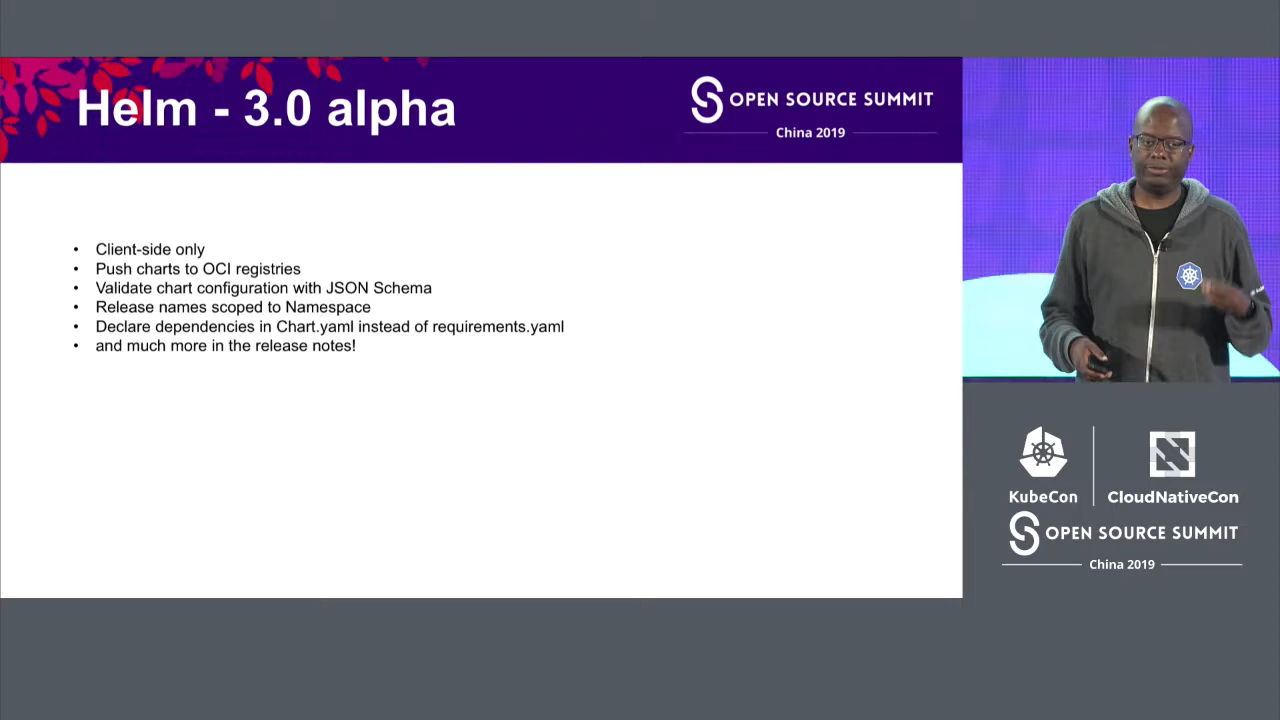 Helm - 3.0 alpha
OPEN SOURCE SUMMIT
China 2019
• Client-side only
• Push charts to OCI registries
• Validate chart configuration with JSON Schema
• Release names scoped to Namespace
• Declare dependencies in Chart.yaml instead of requirements.yaml
• and much more in the release notes!
KubeCon
CloudNativeCon
OPEN SOURCE SUMMIT
China 2019